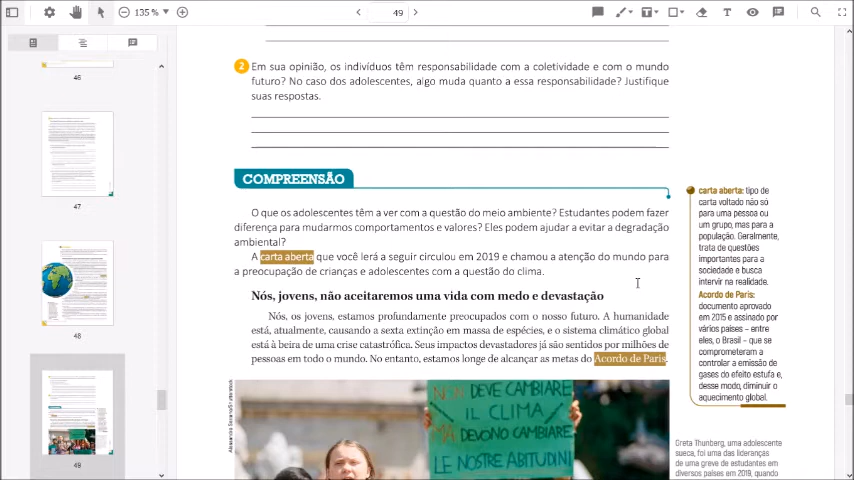 135 %
49
2 Em sua opinião, os indivíduos têm responsabilidade com a coletividade e com o mundo
futuro? No caso dos adolescentes, algo muda quanto a essa responsabilidade? Justifique
suas respostas.
COMPREENSÃO
O que os adolescentes têm a ver com a questão do meio ambiente? Estudantes podem fazer
diferença para mudarmos comportamentos e valores? Eles podem ajudar a evitar a degradação
ambiental?
A carta aberta que você lerá a seguir circulou em 2019 e chamou a atenção do mundo para
a preocupação de crianças e adolescentes com a questão do clima.
Nós, jovens, não aceitaremos uma vida com medo e devastação
Nós, os jovens, estamos profundamente preocupados com o nosso futuro. A humanidade
está, atualmente, causando a sexta extinção em massa de espécies, e o sistema climático global
está à beira de uma crise catastrófica. Seus impactos devastadores já são sentidos por milhões de
pessoas em todo o mundo. No entanto, estamos longe de alcançar as metas do Acordo de Paris.
carta aberta: tipo de
carta voltado não só
para uma pessoa ou
um grupo, mas para a
população. Geralmente,
trata de questões
importantes para a
sociedade e busca
intervir na realidade.
Acordo de Paris:
documento aprovado
em 2015 e assinado por
vários países – entre
eles, o Brasil – que se
comprometeram a
controlar a emissão de
gases do efeito estufa e,
desse modo, diminuir o
aquecimento global.
NON DEVE CAMBIARE
IL CLIMA
MA DEVONO CAMBIARE
LE NOSTRE ABITUDINI
Greta Thunberg, uma adolescente
sueca, foi uma das lideranças
de uma greve de estudantes em
diversos países em 2019, quando
46
47
48
49